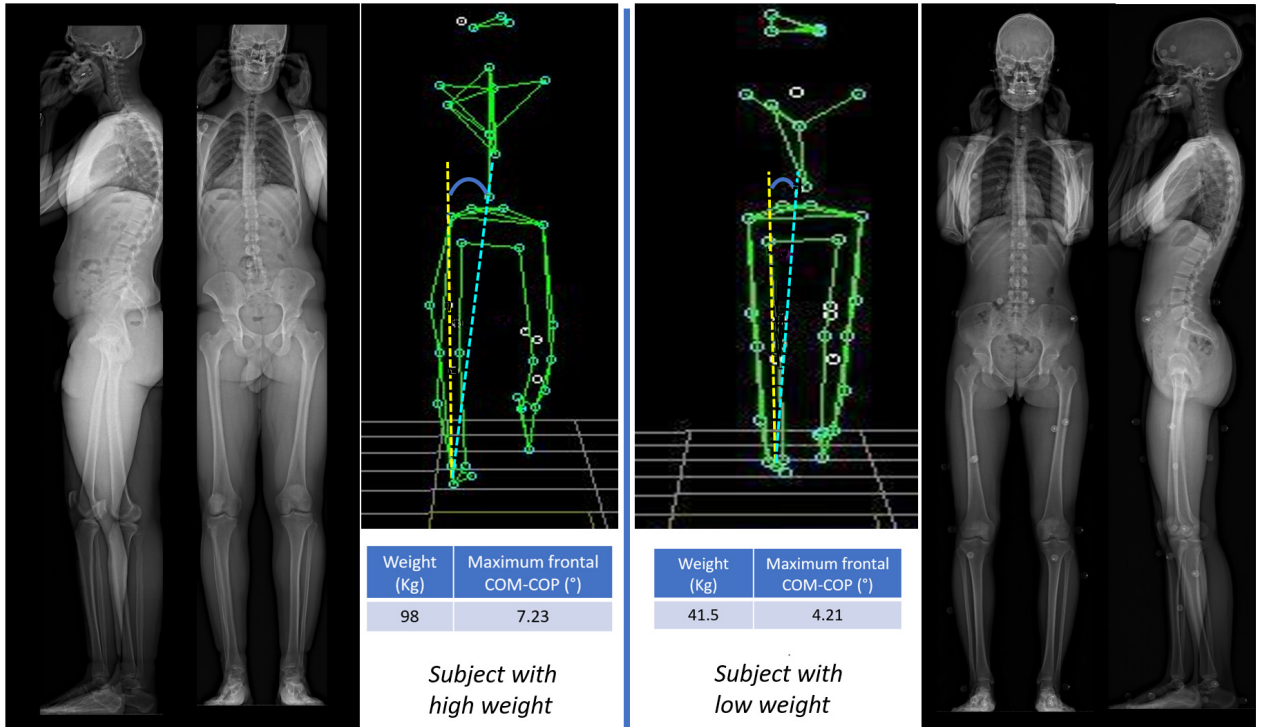 Weight
(Kg)
Maximum frontal
COM-COP (°)
98
7.23
Subject with
high weight
Weight
(Kg)
Maximum frontal
COM-COP (°)
41.5
4.21
Subject with
low weight